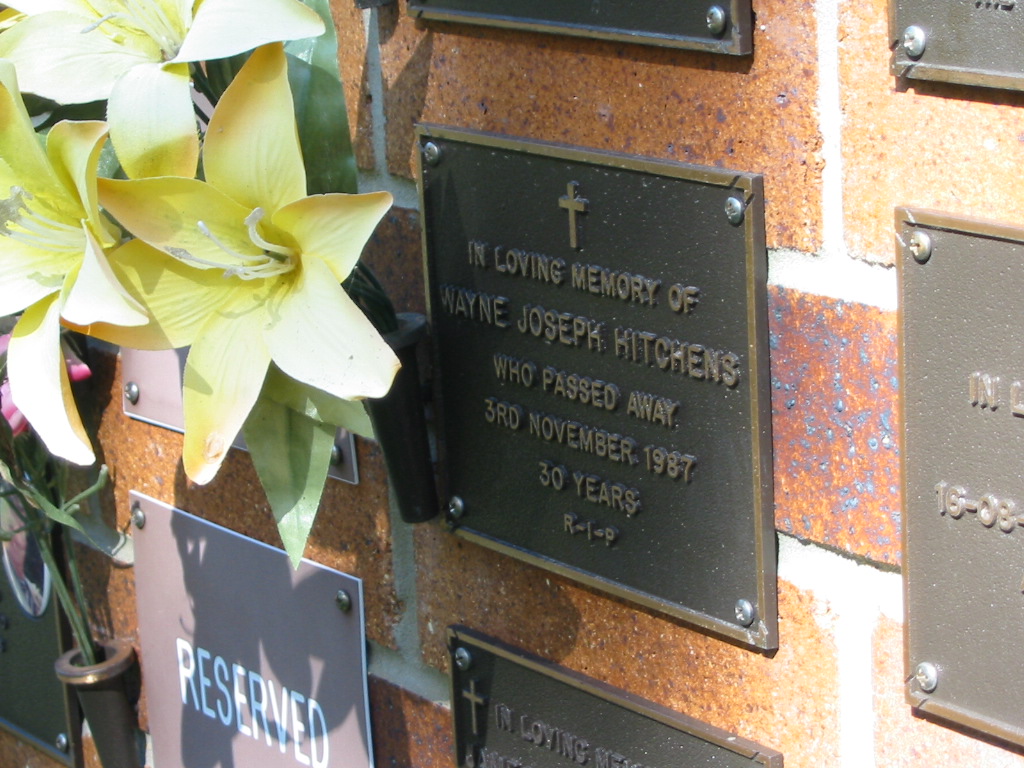 IN LOVING MEMORY OF
WAYNE JOSEPH HITCHENS
WHO PASSED AWAY
3RD NOVEMBER 1987
30 YEARS
R-I-P
RESERVED
IN LOVING
IN
16-08-